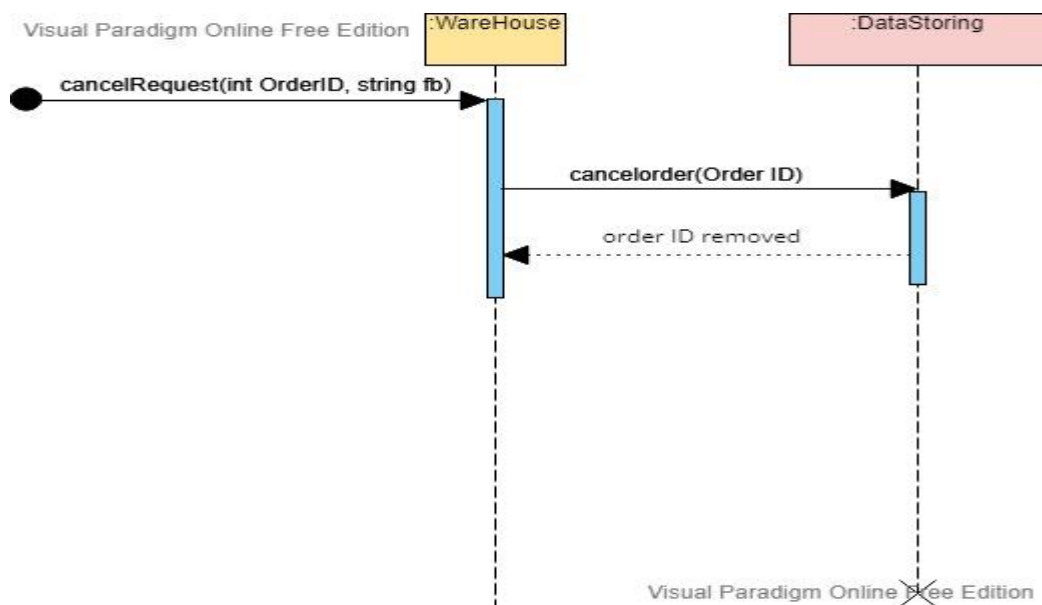 Visual Paradigm Online Free Edition
:WareHouse
:DataStoring
cancelRequest(int OrderID, string fb)
cancelorder(Order ID)
order ID removed
Visual Paradigm Online Free Edition